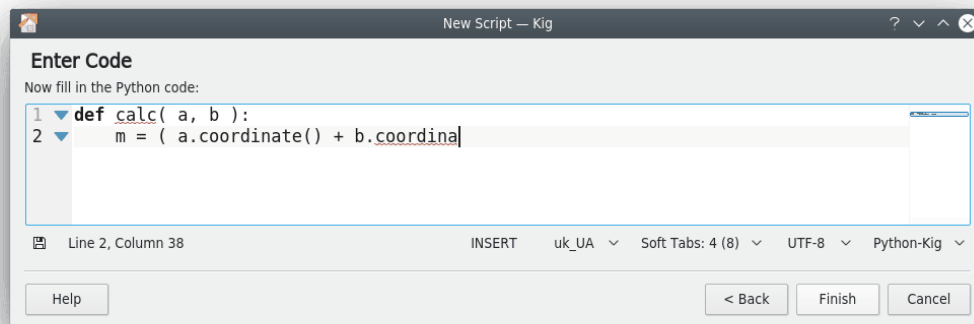 New Script — Kig
Enter Code
Now fill in the Python code:
1 def calc( a, b ):
2     m = ( a.coordinate() + b.coordina
Line 2, Column 38 INSERT uk_UA Soft Tabs: 4 (8) UTF-8 Python-Kig
Help < Back Finish Cancel